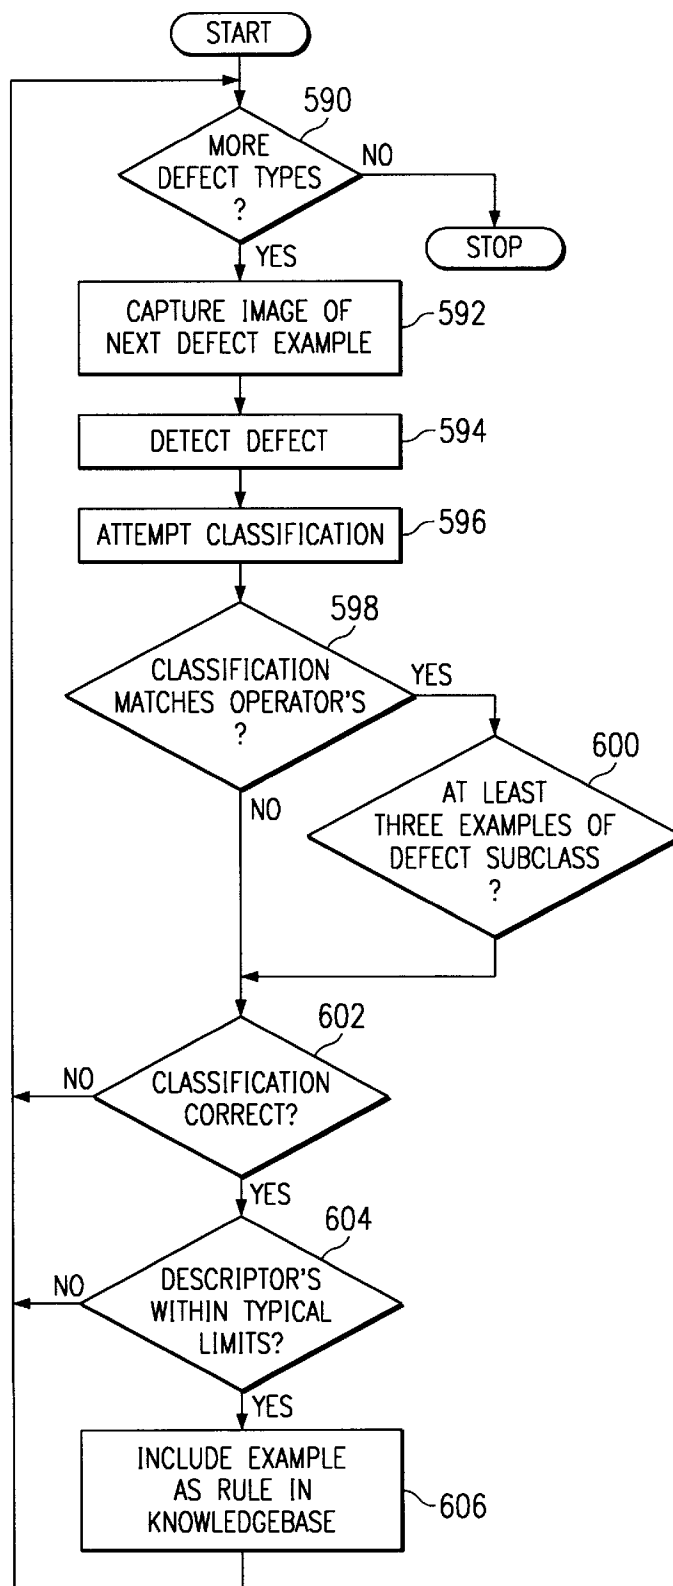 START
590
MORE
DEFECT TYPES
?
NO
STOP
YES
CAPTURE IMAGE OF
NEXT DEFECT EXAMPLE
592
DETECT DEFECT
594
ATTEMPT CLASSIFICATION
596
598
CLASSIFICATION
MATCHES OPERATOR'S
?
YES
NO
600
AT LEAST
THREE EXAMPLES OF
DEFECT SUBCLASS
?
602
CLASSIFICATION
CORRECT?
NO
YES
604
DESCRIPTOR'S
WITHIN TYPICAL
LIMITS?
NO
YES
INCLUDE EXAMPLE
AS RULE IN
KNOWLEDGEBASE
606